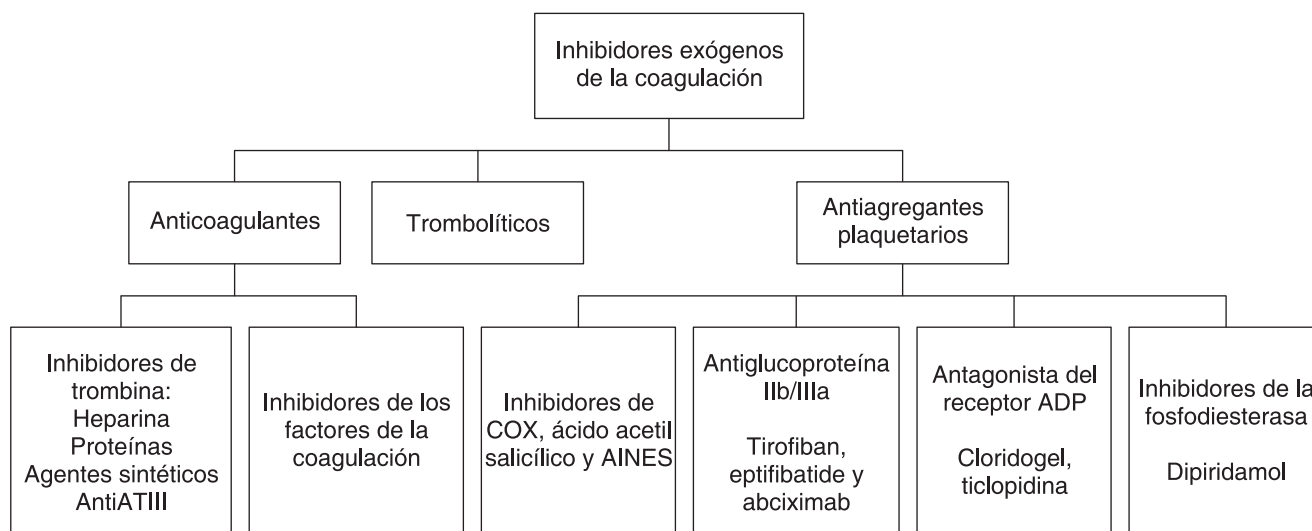 Inhibidores exógenos
de la coagulación
Anticoagulantes
Trombolíticos
Antiagregantes
plaquetarios
Inhibidores de
trombina:
Heparina
Proteínas
Agentes sintéticos
AntiATIII
Inhibidores de los
factores de la
coagulación
Inhibidores de
COX, ácido acetil
salicílico y AINES
Antiglucoproteína
IIb/IIIa
Tirofiban,
eptifibatide y
abciximab
Antagonista del
receptor ADP
Cloridogel,
ticlopidina
Inhibidores de la
fosfodiesterasa
Dipiridamol